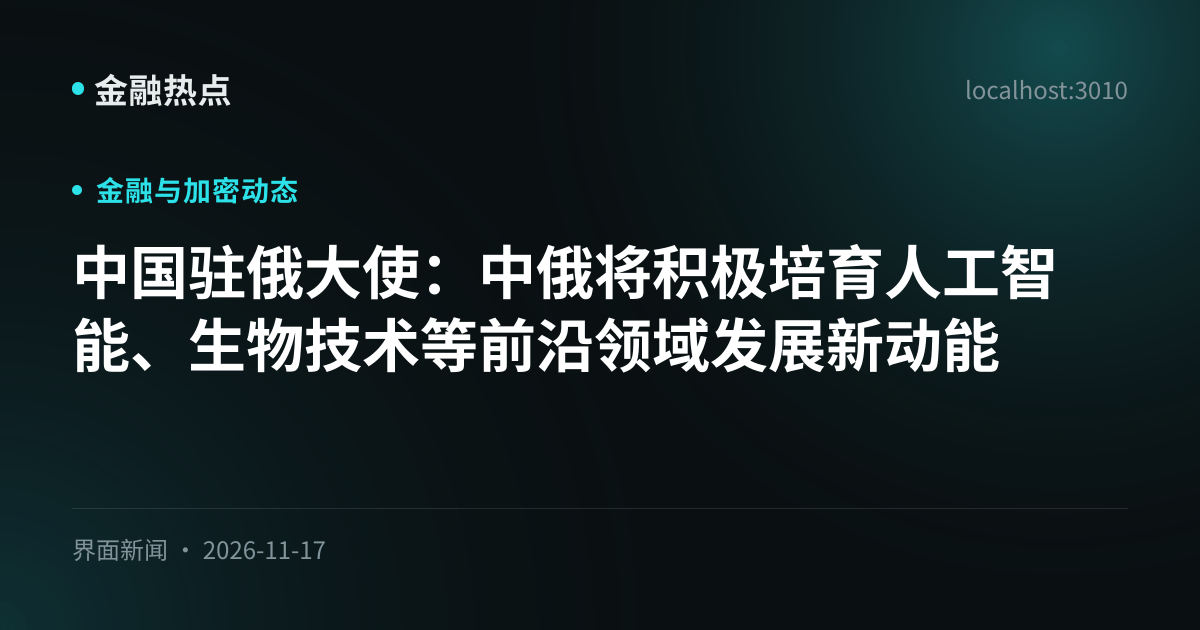 金融热点
localhost:3010
金融与加密动态
中国驻俄大使：中俄将积极培育人工智
能、生物技术等前沿领域发展新动能
界面新闻 · 2026-11-17